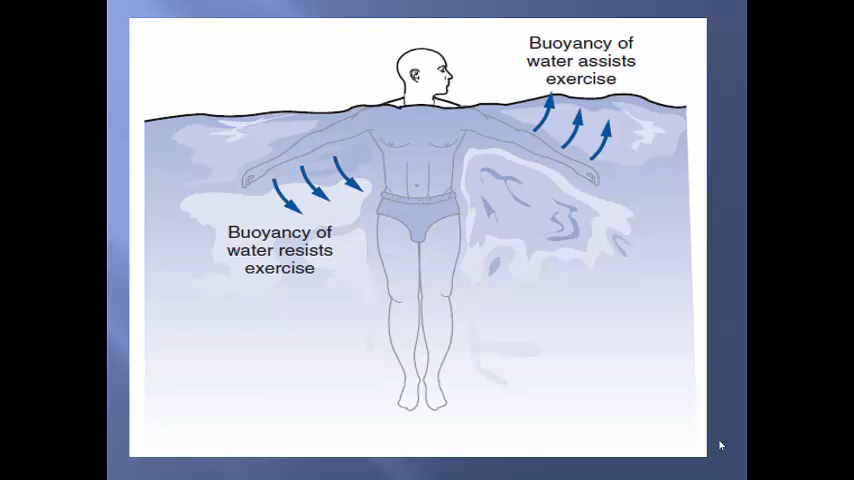 Buoyancy of
water assists
exercise
Buoyancy of
water resists
exercise